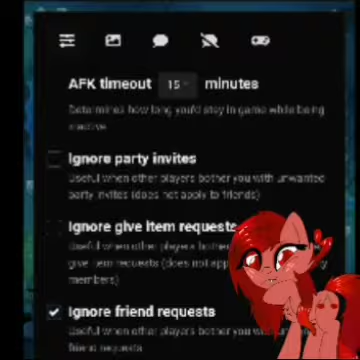 AFK timeout 15 minutes
Determines how long you'd stay in game while being
inactive
Ignore party invites
Useful when other players bother you with unwanted
party invites (does not apply to friends)
Ignore give item requests
Useful when other players bother
give item requests (does not app
members)
Ignore friend requests
Useful when other players bother you with
friend requests